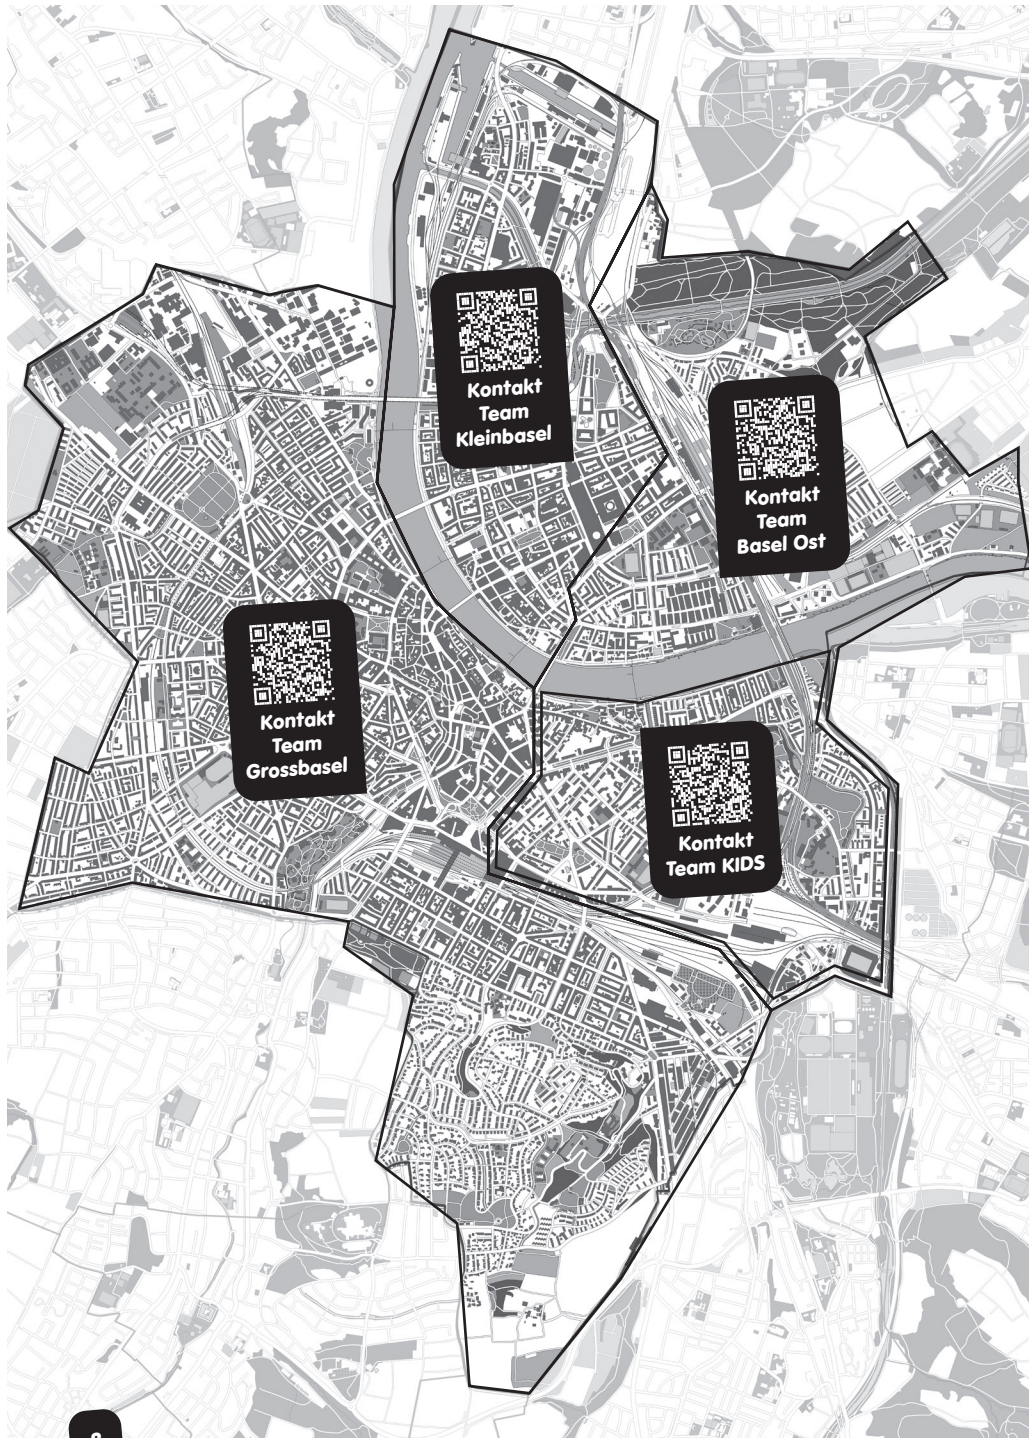 Kontakt
Team
Kleinbasel
Kontakt
Team
Basel Ost
Kontakt
Team
Grossbasel
Kontakt
Team KIDS